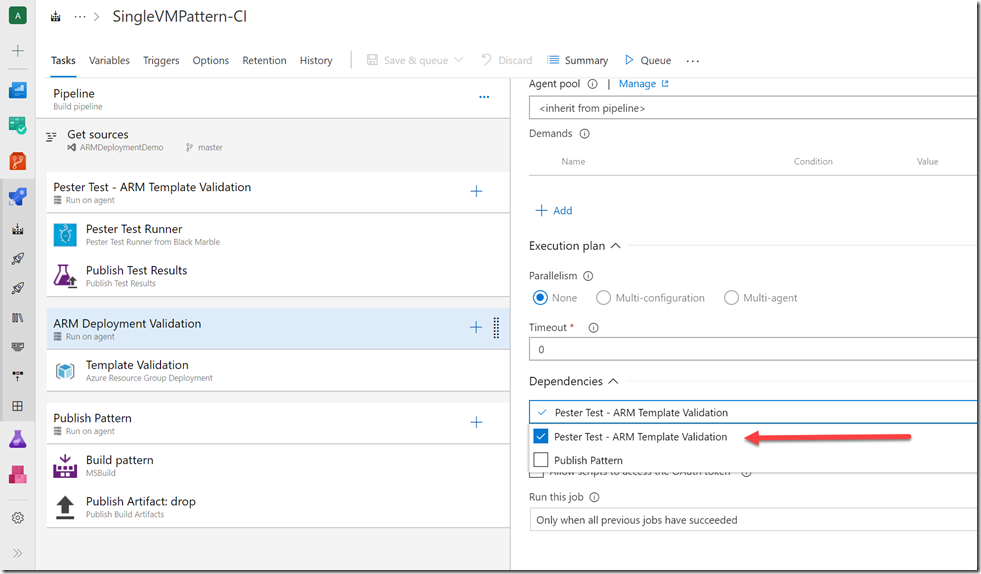 A
... > SingleVMPattern-CI
Tasks Variables Triggers Options Retention History Save & queue Discard Summary Queue ...
Pipeline
Build pipeline
Get sources
ARMDeploymentDemo master
Pester Test - ARM Template Validation
Run on agent
Pester Test Runner
Pester Test Runner from Black Marble
Publish Test Results
Publish Test Results
ARM Deployment Validation
Run on agent
Template Validation
Azure Resource Group Deployment
Publish Pattern
Run on agent
Build pattern
MSBuild
Publish Artifact: drop
Publish Build Artifacts
Agent pool | Manage
<inherit from pipeline>
Demands
Name Condition Value
+ Add
Execution plan
Parallelism
None Multi-configuration Multi-agent
Timeout *
0
Dependencies
Pester Test - ARM Template Validation
Pester Test - ARM Template Validation
Publish Pattern
Allow scripts to access the OAuth token
Run this job
Only when all previous jobs have succeeded